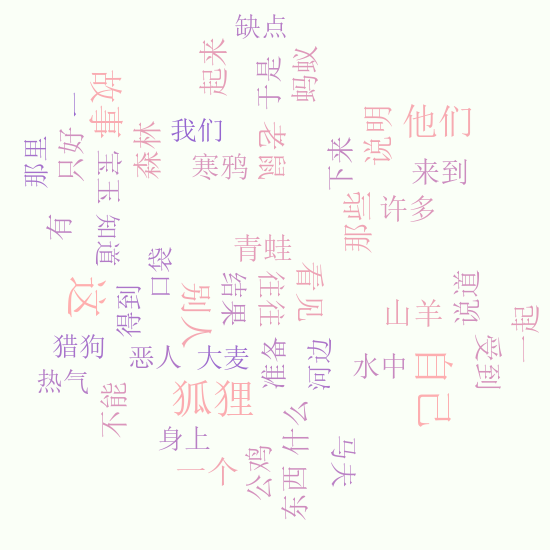 缺点
起来
于是
蚂蚁
故事
一
我们
森林
只好
那里
宝玉
寒鸦
老鼠
下来
说明
他们
来到
有
知道
那些
许多
青蛙
口袋
这
得到
别人
结果
往往
看见
山羊
说道
一起
猎狗
恶人
大麦
准备
河边
水中
自己
受到
热气
不能
狐狸
身上
一个
公鸡
东西
什么
马夫